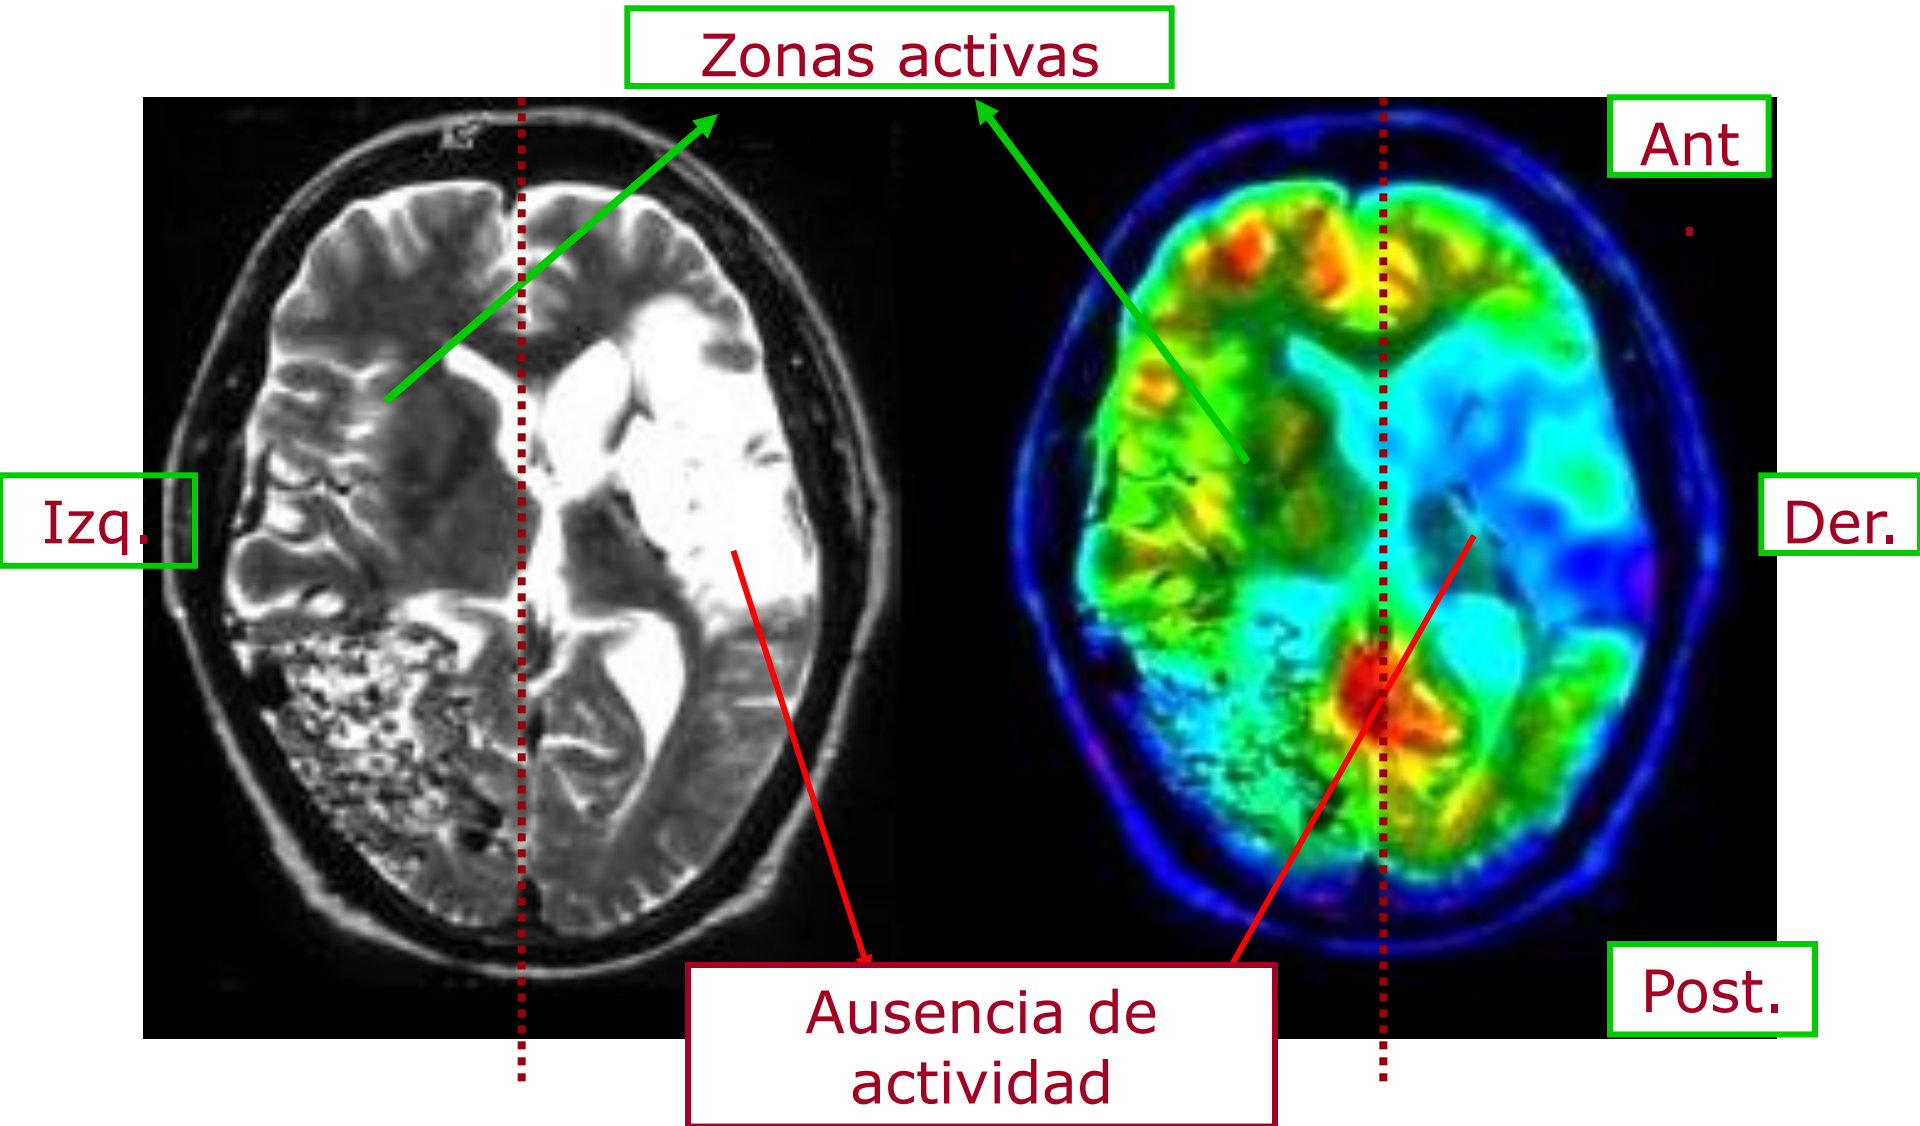 Zonas activas
Ant
.
Izq.
Der.
Post.
Ausencia de
actividad